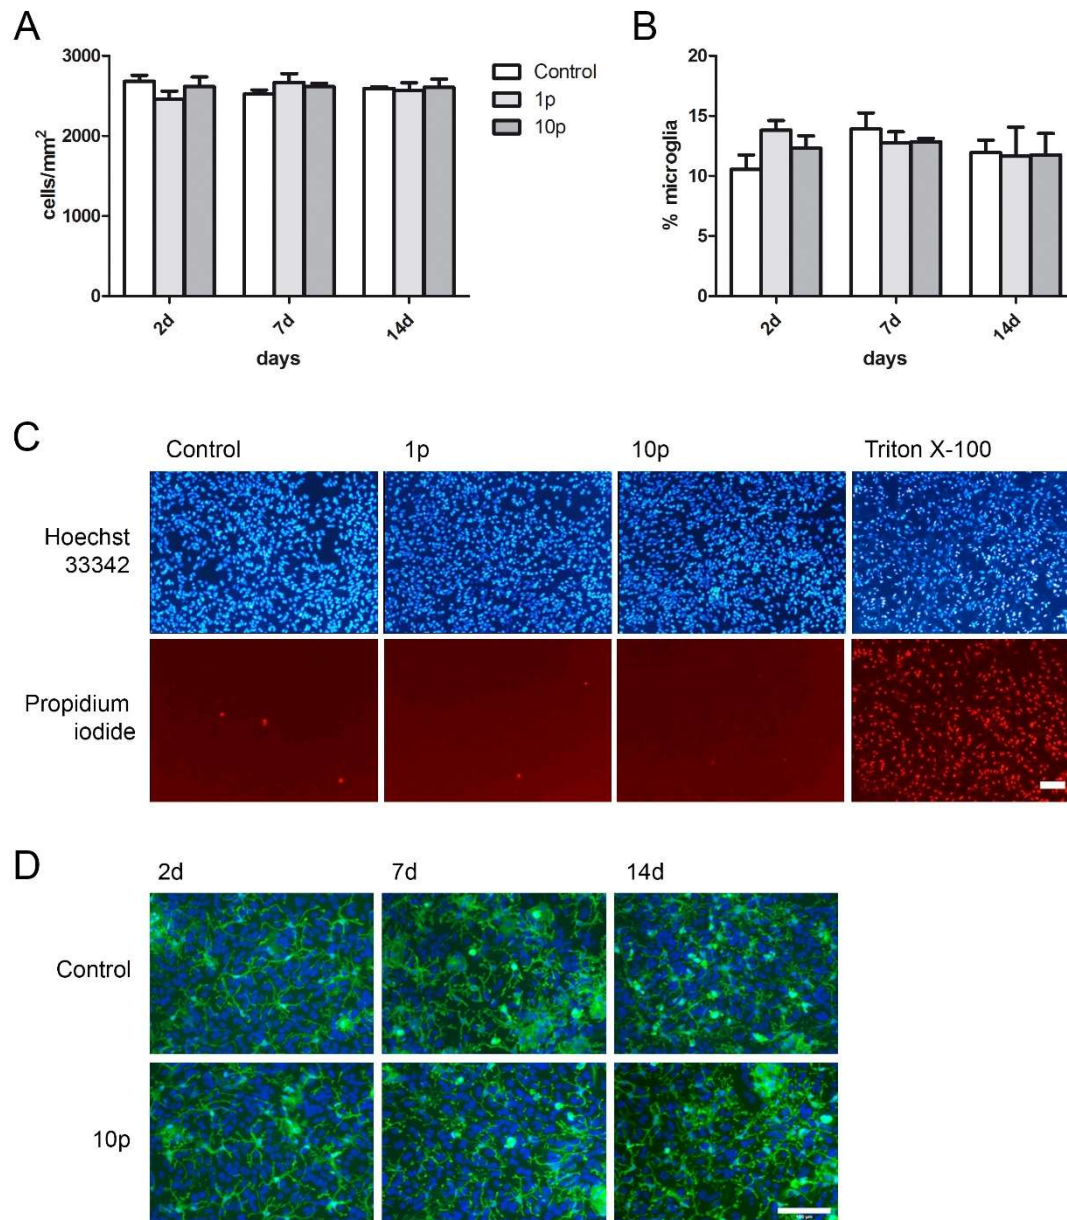 A
3000
2000
1000
0
cells/mm²
2d
7d
14d
days
Control
1p
10p
B
20
15
10
5
0
% microglia
2d
7d
14d
days
C
Control 1p 10p Triton X-100
Hoechst
33342
Propidium
iodide
D
2d 7d 14d
Control
10p